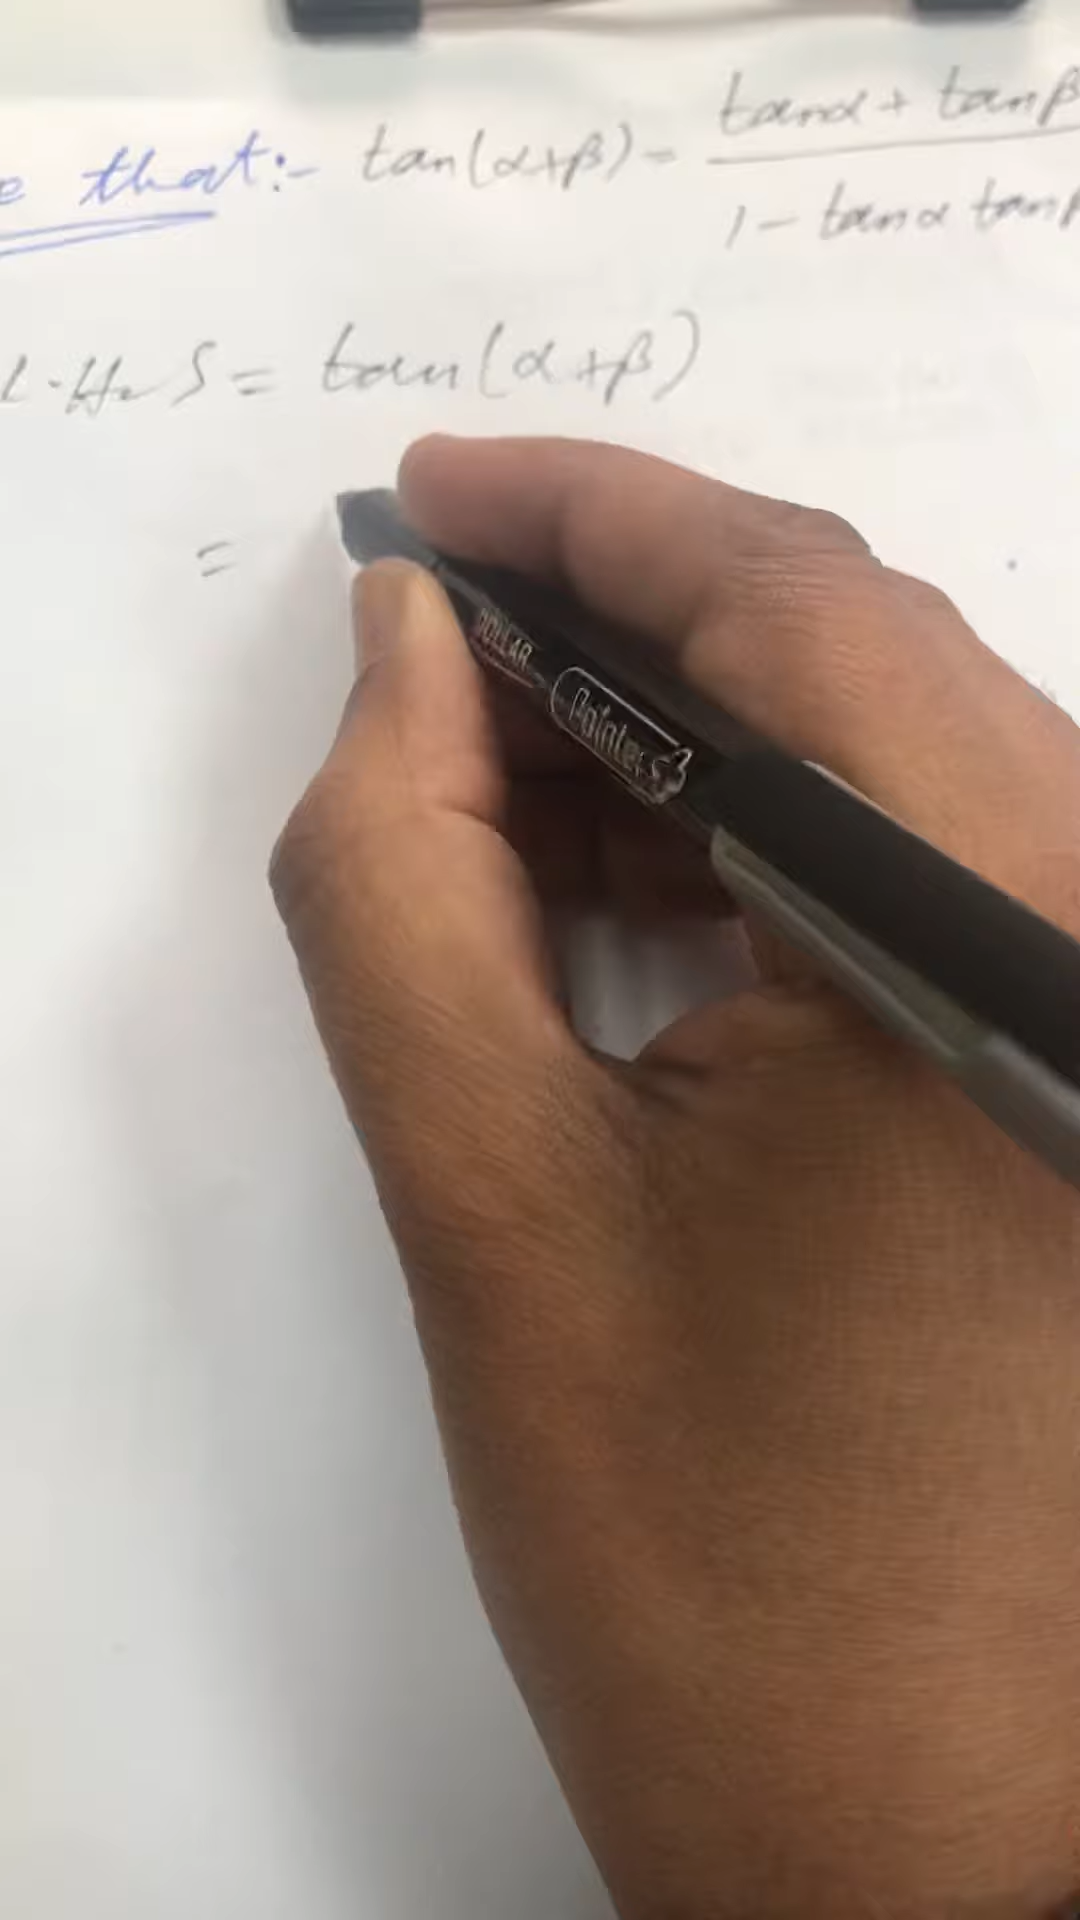 e that:- tan(α+β) = tanα + tanβ
1 - tanα tanβ
L.H.S = tan(α+β)
=
DOLLAR
Pointer